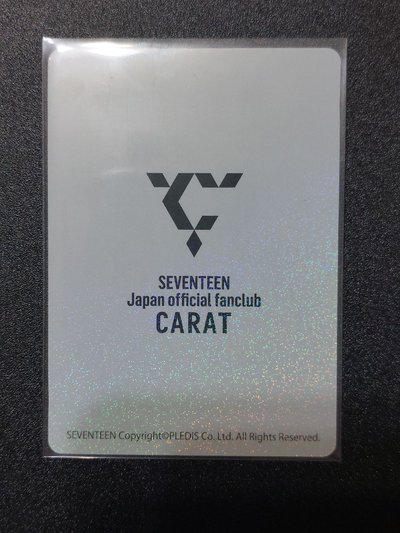 SEVENTEEN
Japan official fanclub
CARAT
SEVENTEEN Copyright©PLEDIS Co. Ltd. All Rights Reserved.